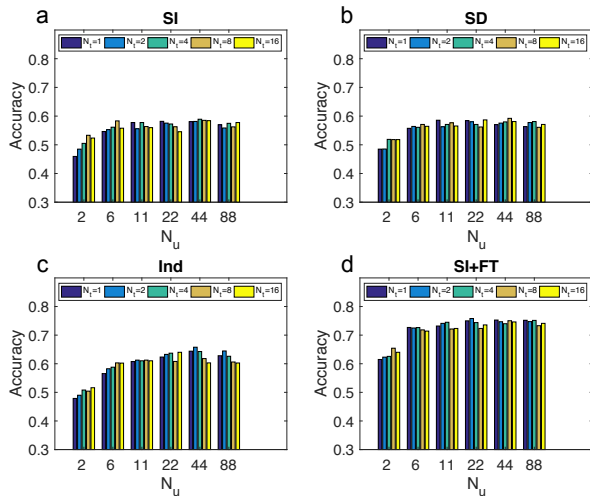 a
SI
N_t=1 N_t=2 N_t=4 N_t=8 N_t=16
Accuracy
0.8
0.7
0.6
0.5
0.4
0.3
2 6 11 22 44 88
N_u
b
SD
N_t=1 N_t=2 N_t=4 N_t=8 N_t=16
Accuracy
0.8
0.7
0.6
0.5
0.4
0.3
2 6 11 22 44 88
N_u
c
Ind
N_t=1 N_t=2 N_t=4 N_t=8 N_t=16
Accuracy
0.8
0.7
0.6
0.5
0.4
0.3
2 6 11 22 44 88
N_u
d
SI+FT
N_t=1 N_t=2 N_t=4 N_t=8 N_t=16
Accuracy
0.8
0.7
0.6
0.5
0.4
0.3
2 6 11 22 44 88
N_u